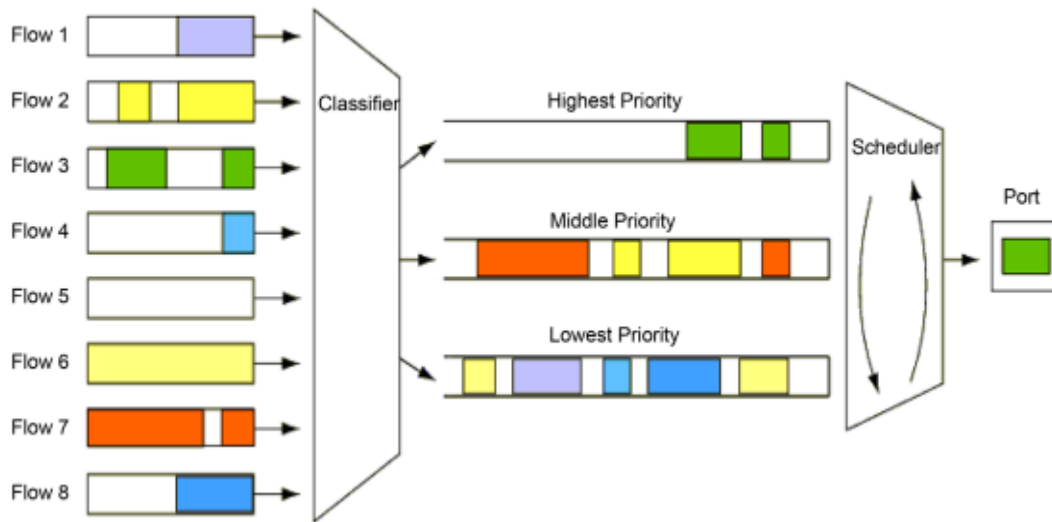 Flow 1
Flow 2
Flow 3
Flow 4
Flow 5
Flow 6
Flow 7
Flow 8
Classifier
Highest Priority
Middle Priority
Lowest Priority
Scheduler
Port